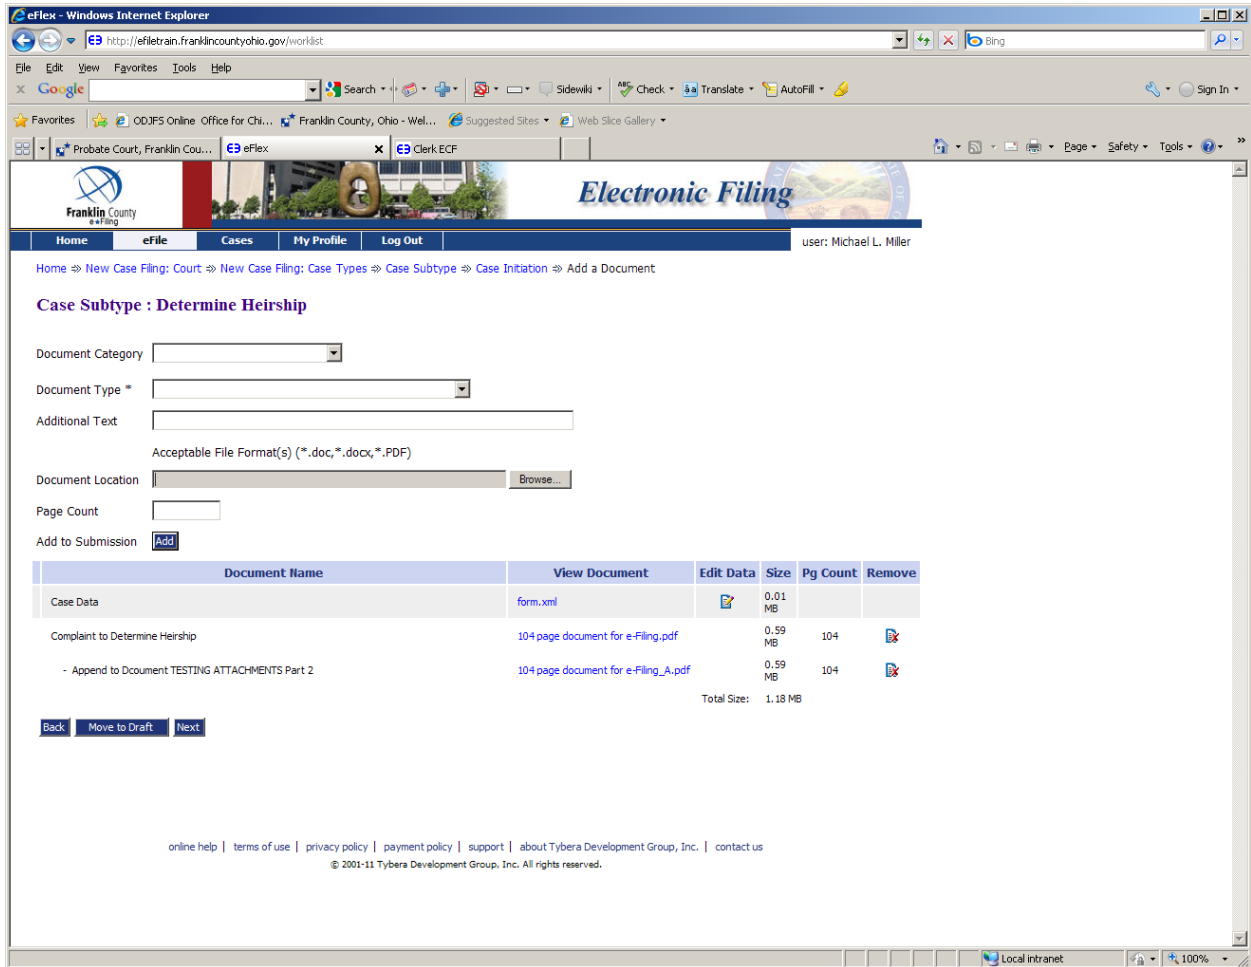 eFlex - Windows Internet Explorer
http://efiletrain.franklincountyohio.gov/worklist
Bing
File Edit View Favorites Tools Help
x Google Search Sidewiki Check Translate AutoFill Sign In
Favorites ODJFS Online Office for Chi... Franklin County, Ohio - Wel... Suggested Sites Web Slice Gallery
Probate Court, Franklin Cou... eFlex x Clerk ECF Page Safety Tools
Franklin County
e★Filing
Electronic Filing
Home eFile Cases My Profile Log Out
user: Michael L. Miller
Home ⇒ New Case Filing: Court ⇒ New Case Filing: Case Types ⇒ Case Subtype ⇒ Case Initiation ⇒ Add a Document
Case Subtype : Determine Heirship
Document Category
Document Type *
Additional Text
Acceptable File Format(s) (*.doc,*.docx,*.PDF)
Document Location Browse...
Page Count
Add to Submission Add
Document Name View Document Edit Data Size Pg Count Remove
Case Data form.xml 0.01 MB
Complaint to Determine Heirship 104 page document for e-Filing.pdf 0.59 MB 104
- Append to Dcoument TESTING ATTACHMENTS Part 2 104 page document for e-Filing_A.pdf 0.59 MB 104
Total Size: 1.18 MB
Back Move to Draft Next
online help | terms of use | privacy policy | payment policy | support | about Tybera Development Group, Inc. | contact us
© 2001-11 Tybera Development Group, Inc. All rights reserved.
Local intranet 100%